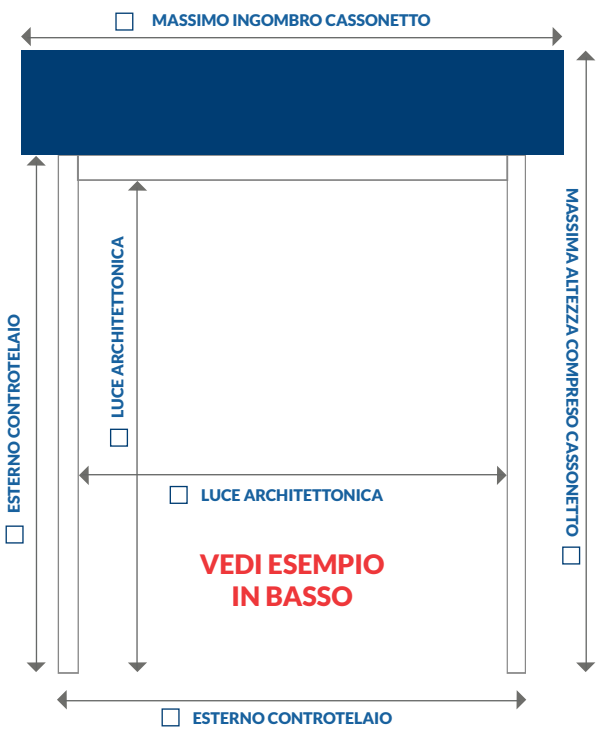 MASSIMO INGOMBRO CASSONETTO
MASSIMA ALTEZZA COMPRESO CASSONETTO
LUCE ARCHITETTONICA
ESTERNO CONTROTELAIO
LUCE ARCHITETTONICA
VEDI ESEMPIO
IN BASSO
ESTERNO CONTROTELAIO